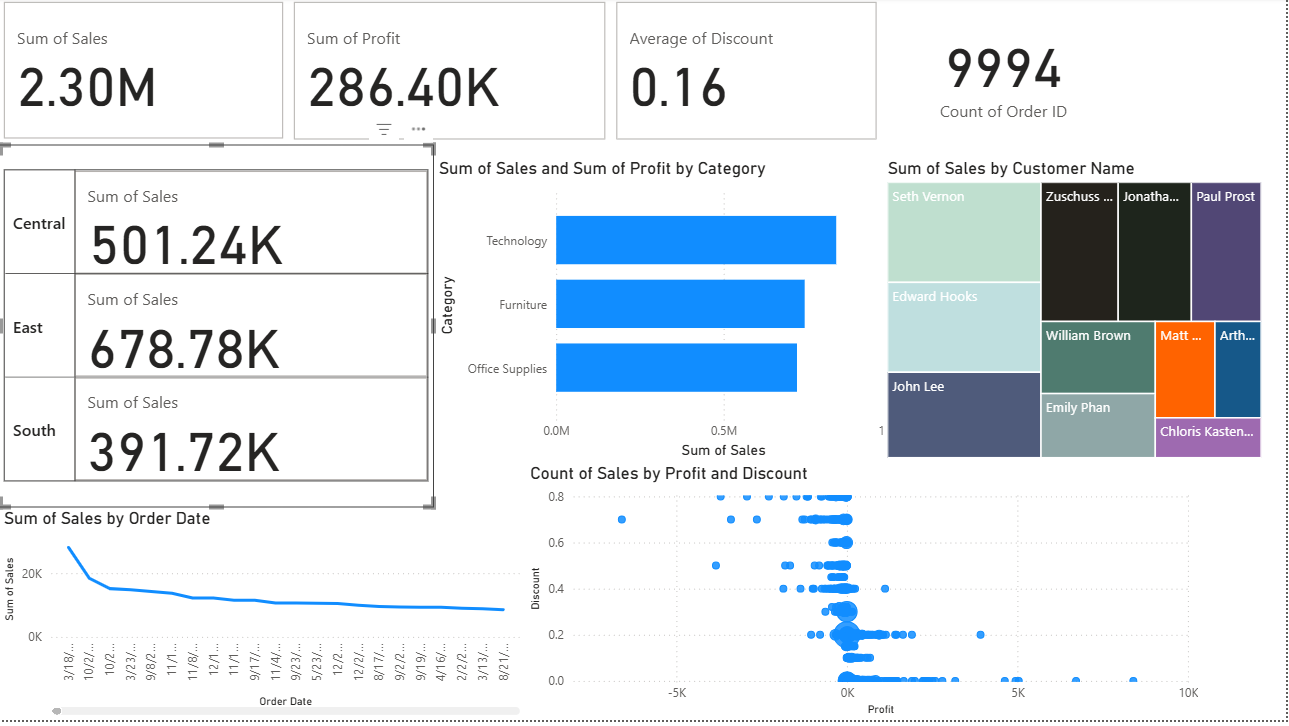 Sum of Sales
2.30M
Sum of Profit
286.40K
Average of Discount
0.16
9994
Count of Order ID
Central
Sum of Sales
501.24K
East
Sum of Sales
678.78K
South
Sum of Sales
391.72K
Sum of Sales and Sum of Profit by Category
Category
Technology
Furniture
Office Supplies
0.0M 0.5M 1
Sum of Sales
Sum of Sales by Customer Name
Seth Vernon
Zuschuss ...
Jonatha...
Paul Prost
Edward Hooks
William Brown
Matt ...
Arth...
John Lee
Emily Phan
Chloris Kasten...
Sum of Sales by Order Date
Sum of Sales
20K
0K
3/18/... 10/2/... 10/2... 3/23/... 9/8/2... 11/1... 11/8/... 12/1... 11/1... 9/17/... 11/4/... 9/23/... 5/23/... 12/2/... 12/2... 8/17/... 9/2/2... 9/19/... 4/16/... 2/2/2... 3/13/... 8/21/...
Order Date
Count of Sales by Profit and Discount
Discount
0.8
0.6
0.4
0.2
0.0
-5K 0K 5K 10K
Profit